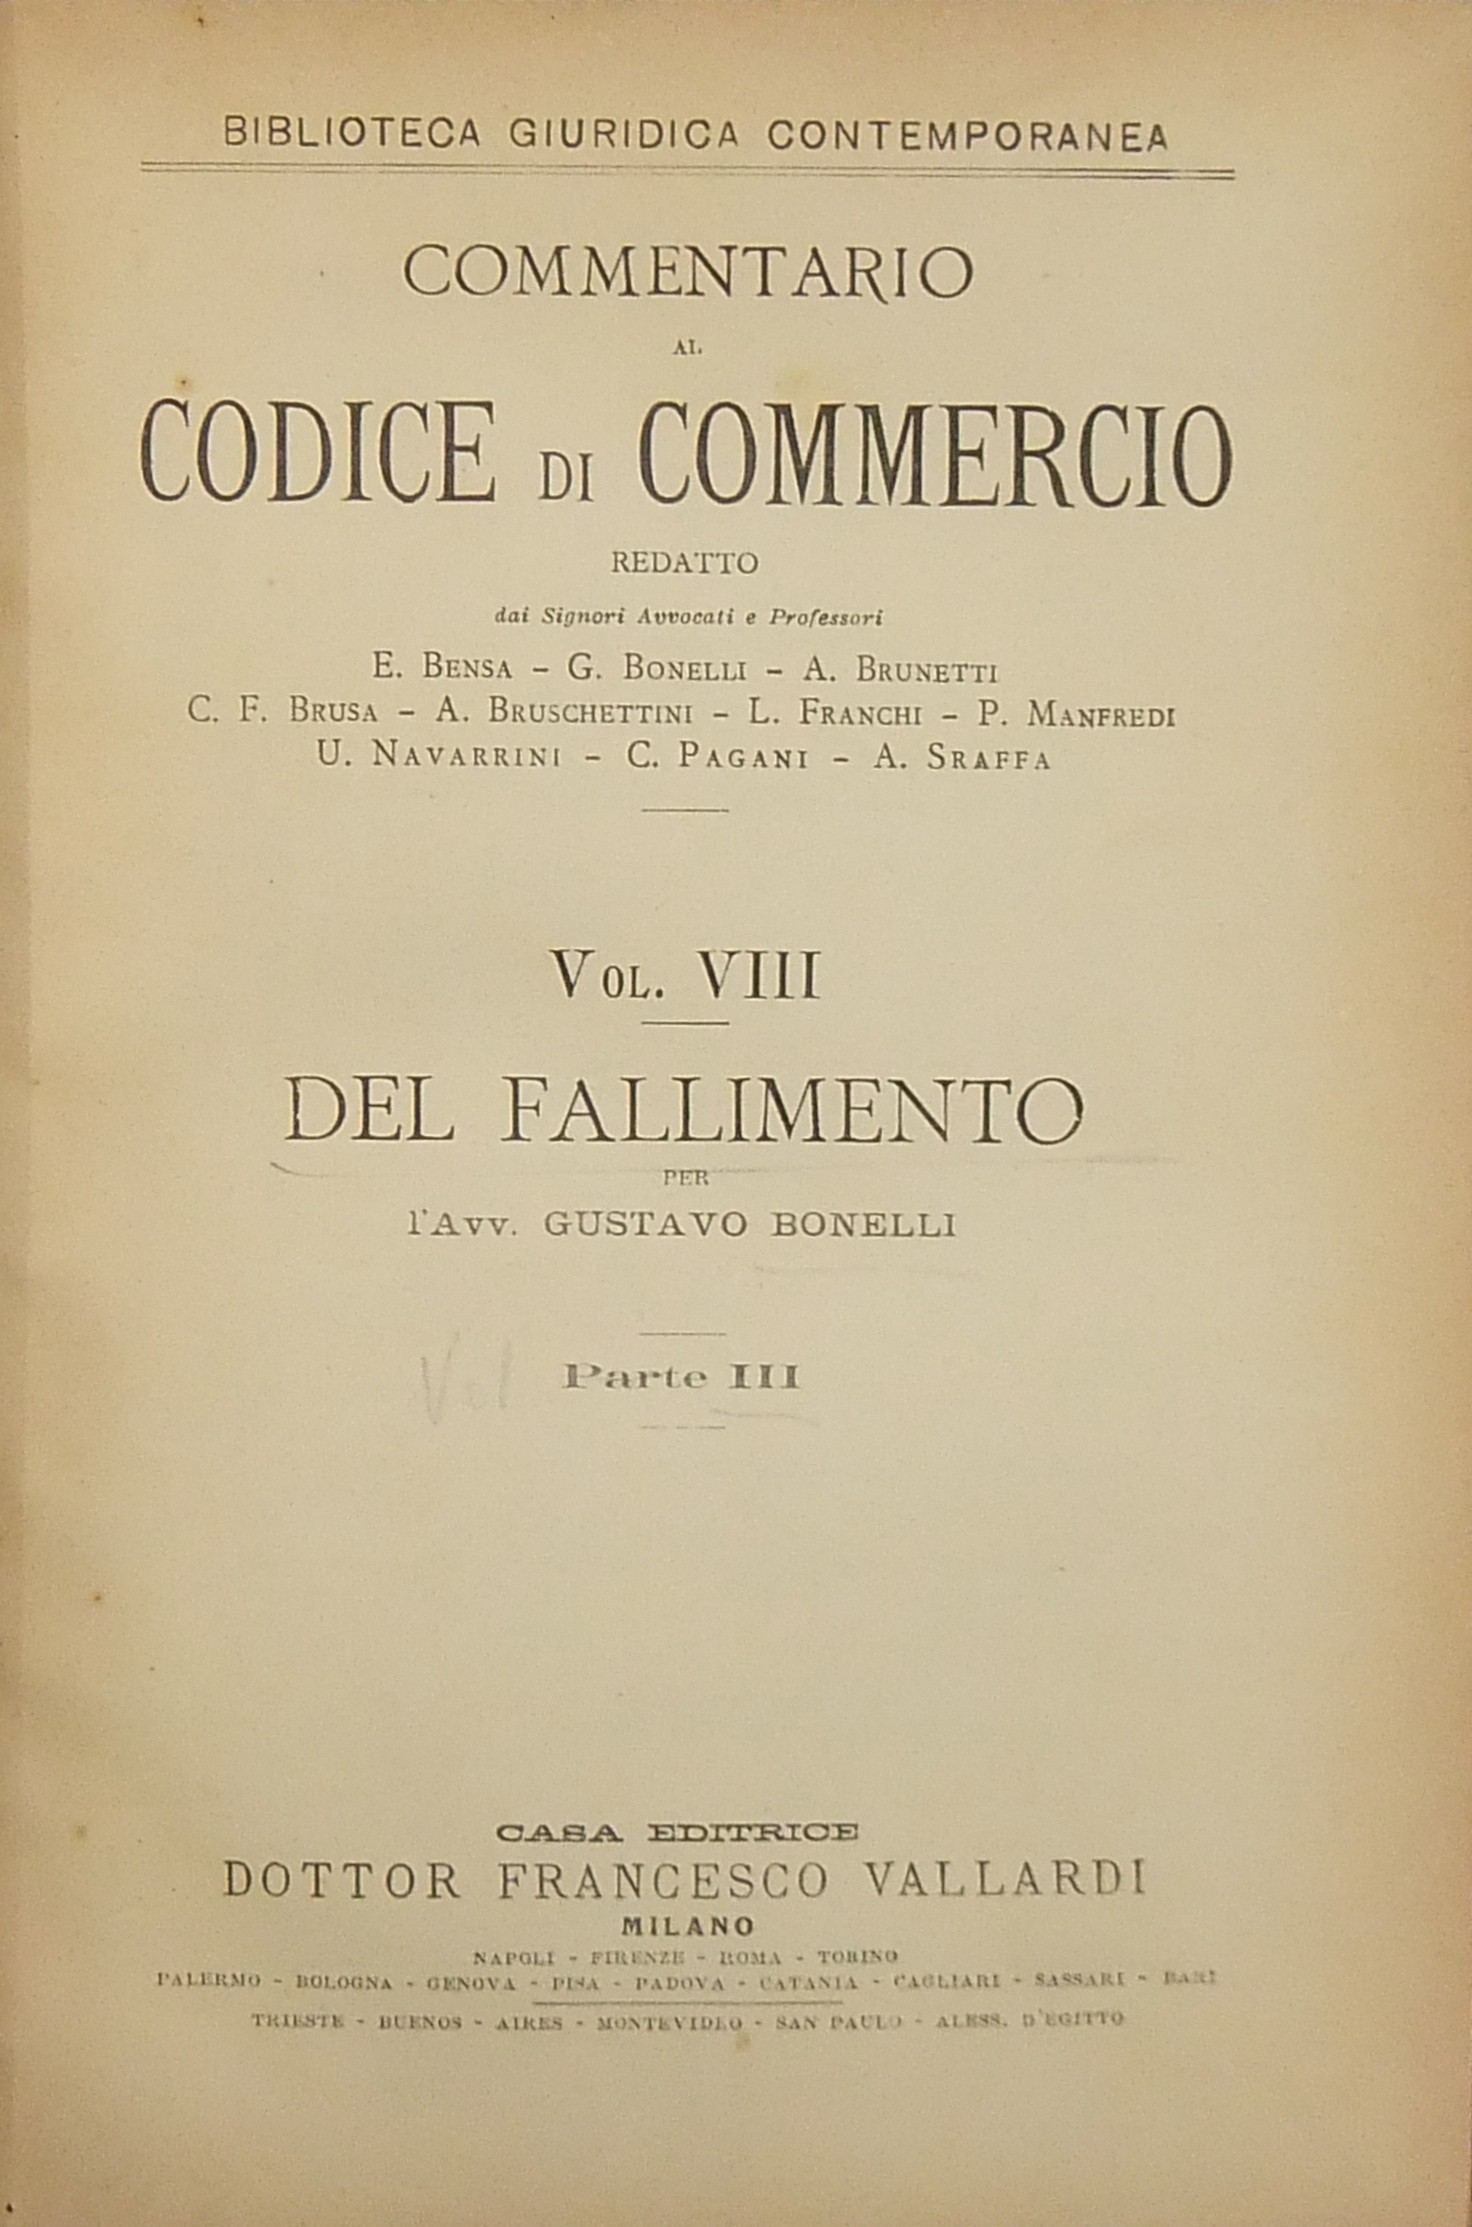 BIBLIOTECA GIURIDICA CONTEMPORANEA
COMMENTARIO
AL
CODICE DI COMMERCIO
REDATTO
dai Signori Avvocati e Professori
E. BENSA – G. BONELLI – A. BRUNETTI
C. F. BRUSA – A. BRUSCHETTINI – L. FRANCHI – P. MANFREDI
U. NAVARRINI – C. PAGANI – A. SRAFFA
VOL. VIII
DEL FALLIMENTO
PER
l'Avv. GUSTAVO BONELLI
Vol
Parte III
CASA EDITRICE
DOTTOR FRANCESCO VALLARDI
MILANO
NAPOLI - FIRENZE - ROMA - TORINO
PALERMO - BOLOGNA - GENOVA - PISA - PADOVA - CATANIA - CAGLIARI - SASSARI - BARI
TRIESTE - BUENOS - AIRES - MONTEVIDEO - SAN PAULO - ALESS. D'EGITTO